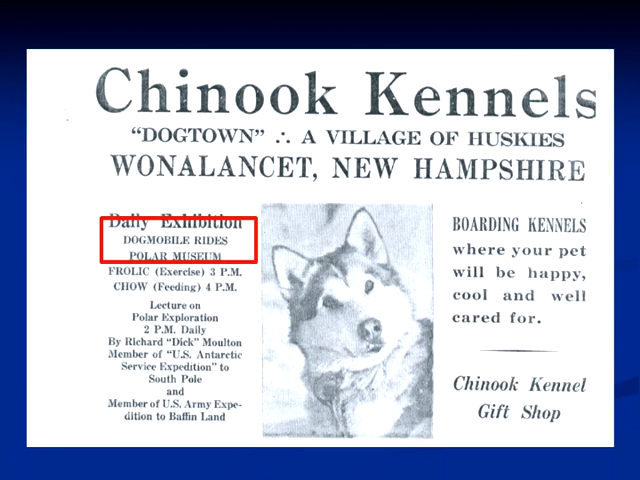 Chinook Kennels
"DOGTOWN" ∴ A VILLAGE OF HUSKIES
WONALANCET, NEW HAMPSHIRE
Daily Exhibition
DOGMOBILE RIDES
POLAR MUSEUM
FROLIC (Exercise) 3 P.M.
CHOW (Feeding) 4 P.M.
Lecture on
Polar Exploration
2 P.M. Daily
By Richard "Dick" Moulton
Member of "U.S. Antarctic
Service Expedition" to
South Pole
and
Member of U.S. Army Expe-
dition to Baffin Land
BOARDING KENNELS
where your pet
will be happy,
cool and well
cared for.
Chinook Kennel
Gift Shop